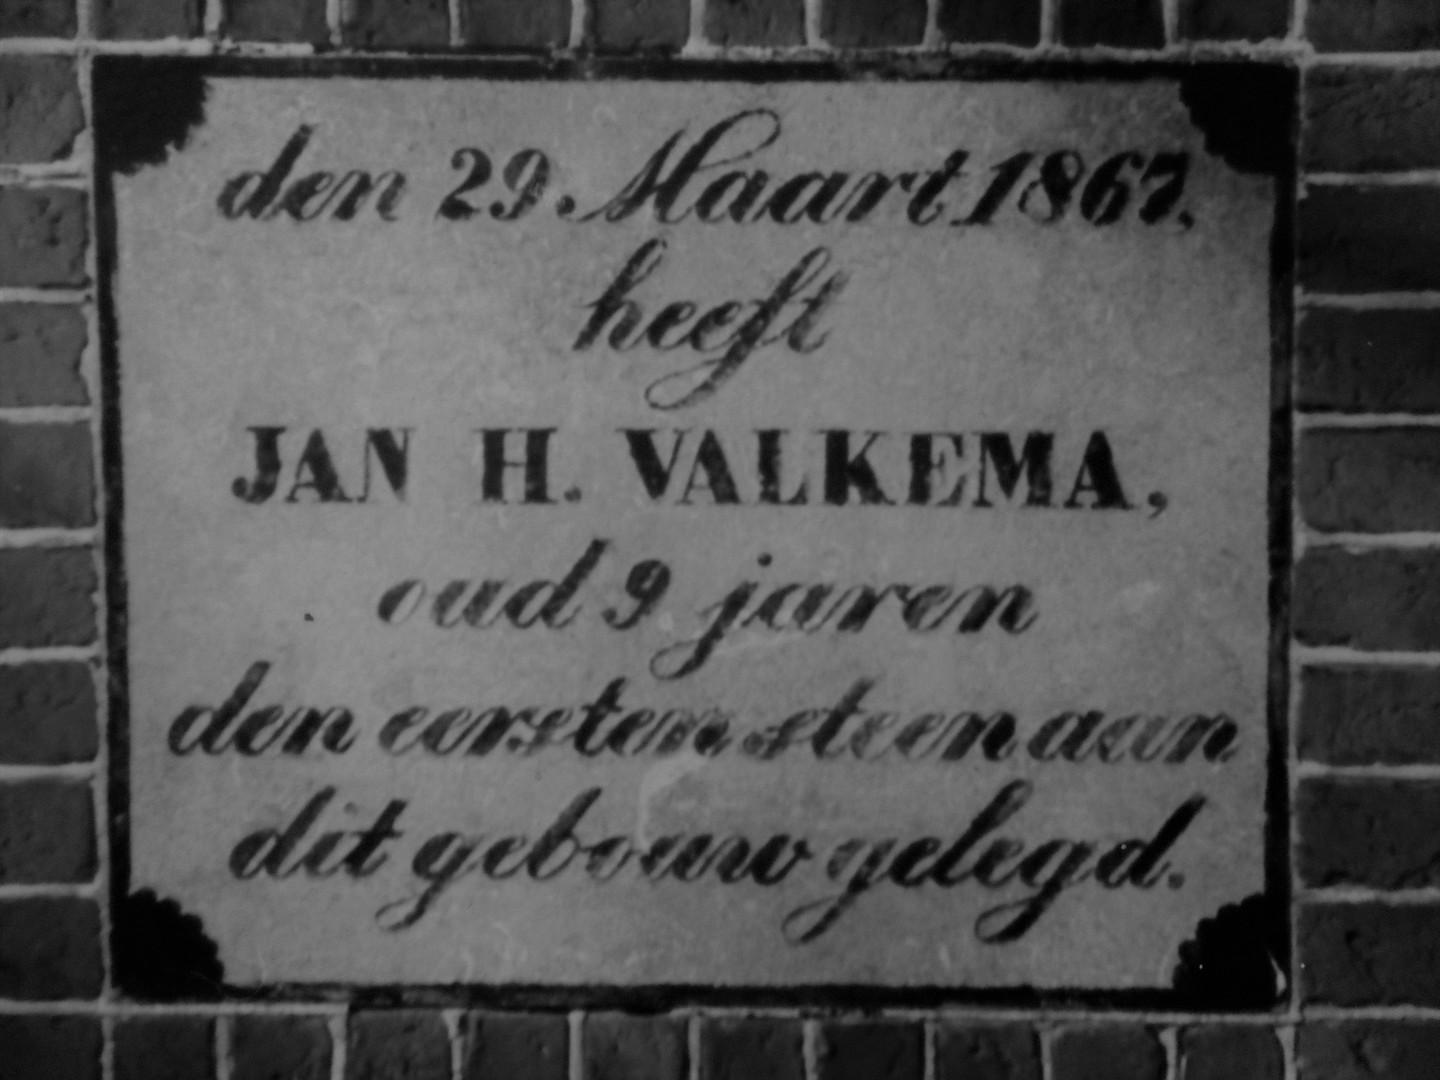 den 29. Maart 1867,
heeft
JAN H. VALKEMA,
oud 9 jaren
den eersten steen aan
dit gebouw gelegd.